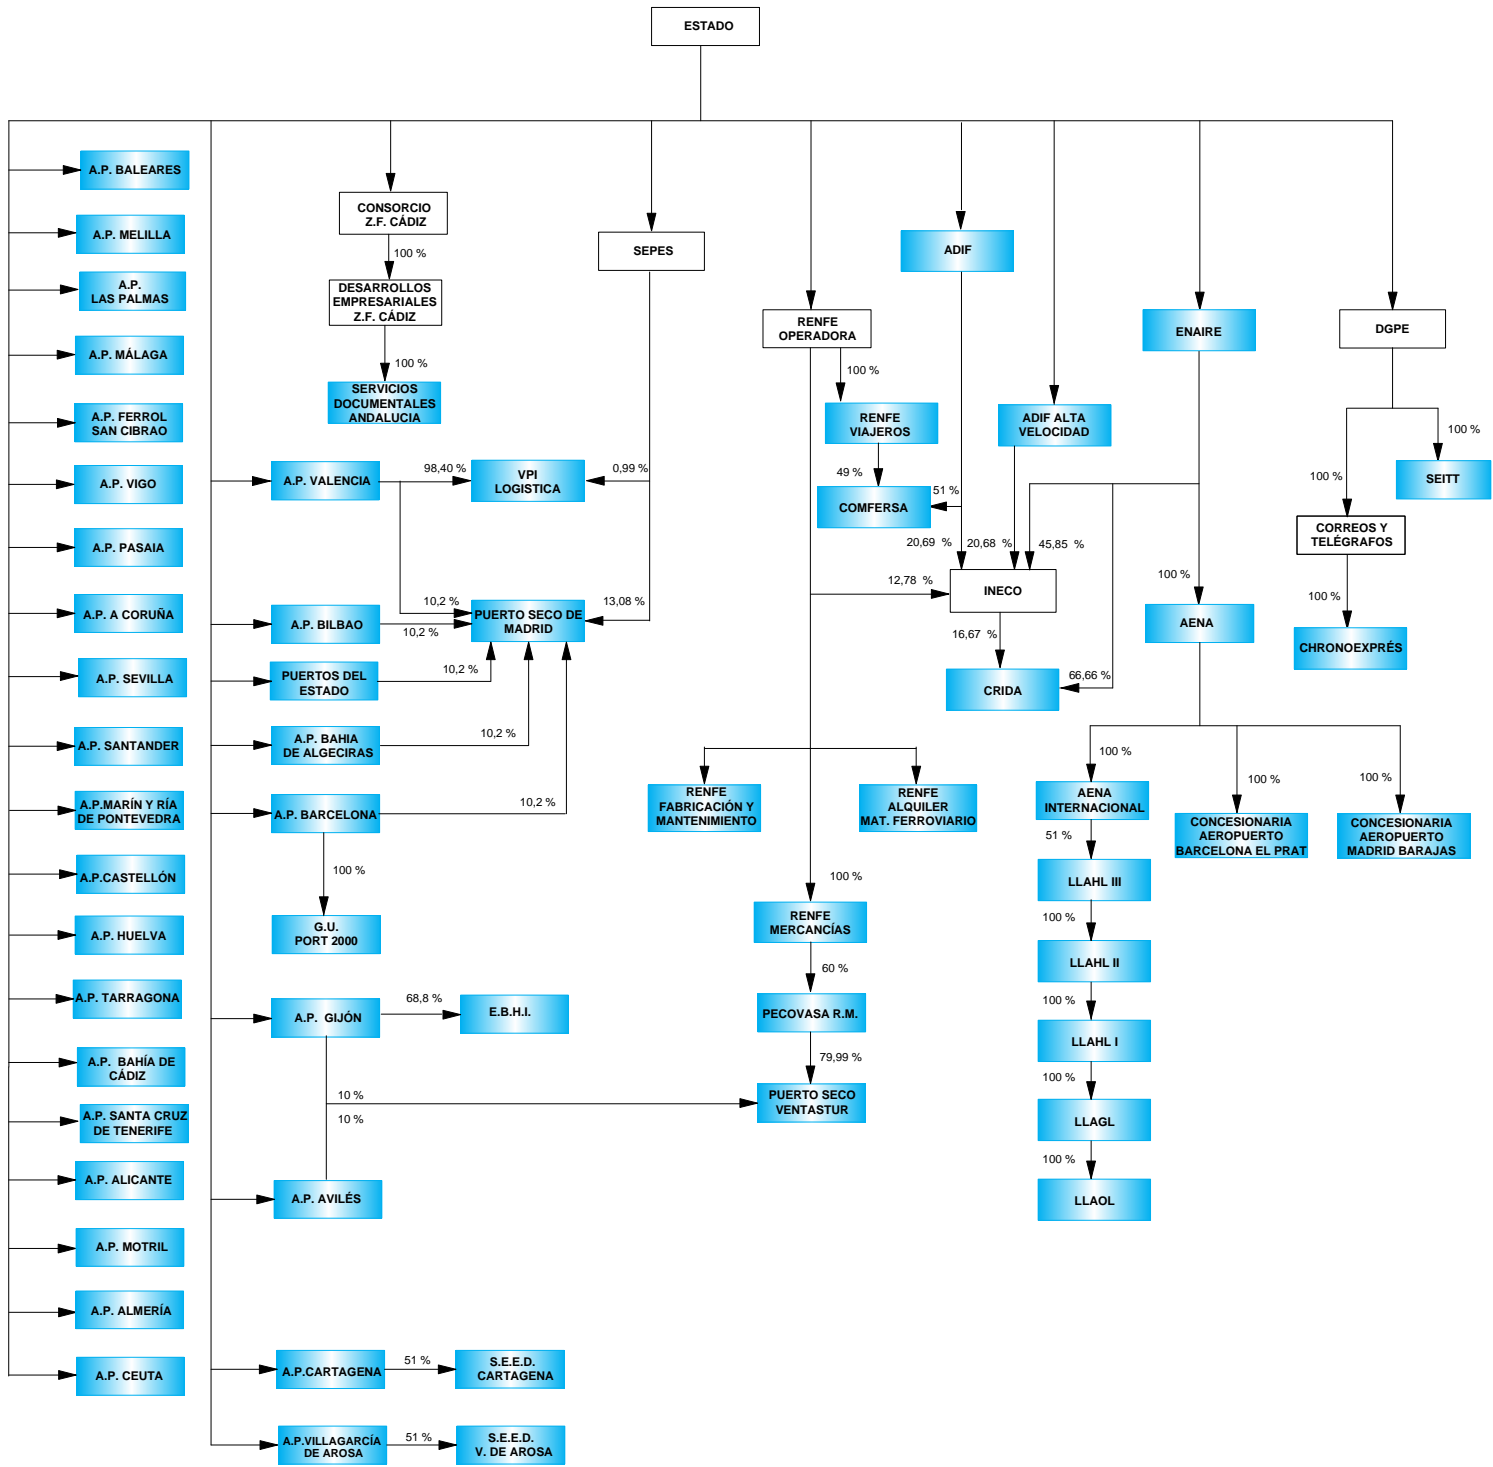 ESTADO
A.P. BALEARES
A.P. MELILLA
A.P.
LAS PALMAS
A.P. MÁLAGA
A.P. FERROL
SAN CIBRAO
A.P. VIGO
A.P. PASAIA
A.P. A CORUÑA
A.P. SEVILLA
A.P. SANTANDER
A.P.MARÍN Y RÍA
DE PONTEVEDRA
A.P.CASTELLÓN
A.P. HUELVA
A.P. TARRAGONA
A.P. BAHÍA DE
CÁDIZ
A.P. SANTA CRUZ
DE TENERIFE
A.P. ALICANTE
A.P. MOTRIL
A.P. ALMERÍA
A.P. CEUTA
CONSORCIO
Z.F. CÁDIZ
100 %
DESARROLLOS
EMPRESARIALES
Z.F. CÁDIZ
100 %
SERVICIOS
DOCUMENTALES
ANDALUCIA
A.P. VALENCIA
98,40 %
VPI
LOGISTICA
0,99 %
SEPES
A.P. BILBAO
10,2 %
10,2 %
PUERTO SECO DE
MADRID
13,08 %
PUERTOS DEL
ESTADO
10,2 %
A.P. BAHIA
DE ALGECIRAS
10,2 %
A.P. BARCELONA
10,2 %
100 %
G.U.
PORT 2000
A.P. GIJÓN
68,8 %
E.B.H.I.
10 %
10 %
A.P. AVILÉS
A.P.CARTAGENA
51 %
S.E.E.D.
CARTAGENA
A.P.VILLAGARCÍA
DE AROSA
51 %
S.E.E.D.
V. DE AROSA
RENFE
OPERADORA
100 %
RENFE
VIAJEROS
49 %
COMFERSA
51 %
ADIF
ADIF ALTA
VELOCIDAD
20,69 %
20,68 %
45,85 %
12,78 %
INECO
16,67 %
CRIDA
66,66 %
RENFE
FABRICACIÓN Y
MANTENIMIENTO
RENFE
ALQUILER
MAT. FERROVIARIO
100 %
RENFE
MERCANCÍAS
60 %
PECOVASA R.M.
79,99 %
PUERTO SECO
VENTASTUR
ENAIRE
100 %
AENA
100 %
AENA
INTERNACIONAL
100 %
CONCESIONARIA
AEROPUERTO
BARCELONA EL PRAT
100 %
CONCESIONARIA
AEROPUERTO
MADRID BARAJAS
51 %
LLAHL III
100 %
LLAHL II
100 %
LLAHL I
100 %
LLAGL
100 %
LLAOL
DGPE
100 %
SEITT
100 %
CORREOS Y
TELÉGRAFOS
100 %
CHRONOEXPRÉS